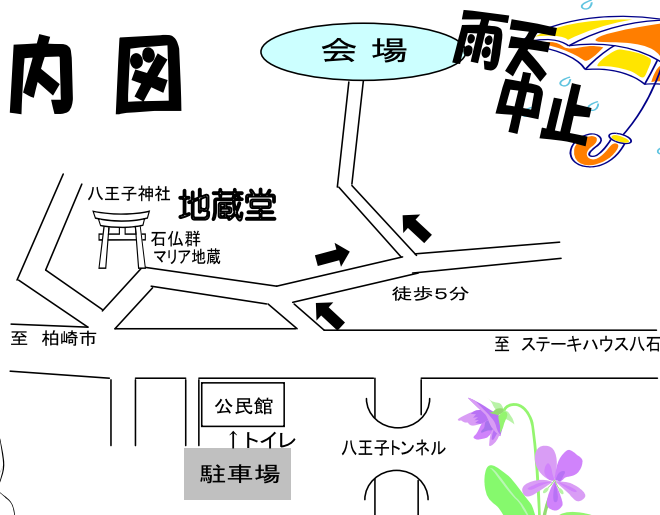 内 図
会 場
雨天
中止
八王子神社
地蔵堂
石仏群
マリア地蔵
徒歩5分
至 柏崎市
至 ステーキハウス八石
公民館
↑トイレ
駐車場
八王子トンネル